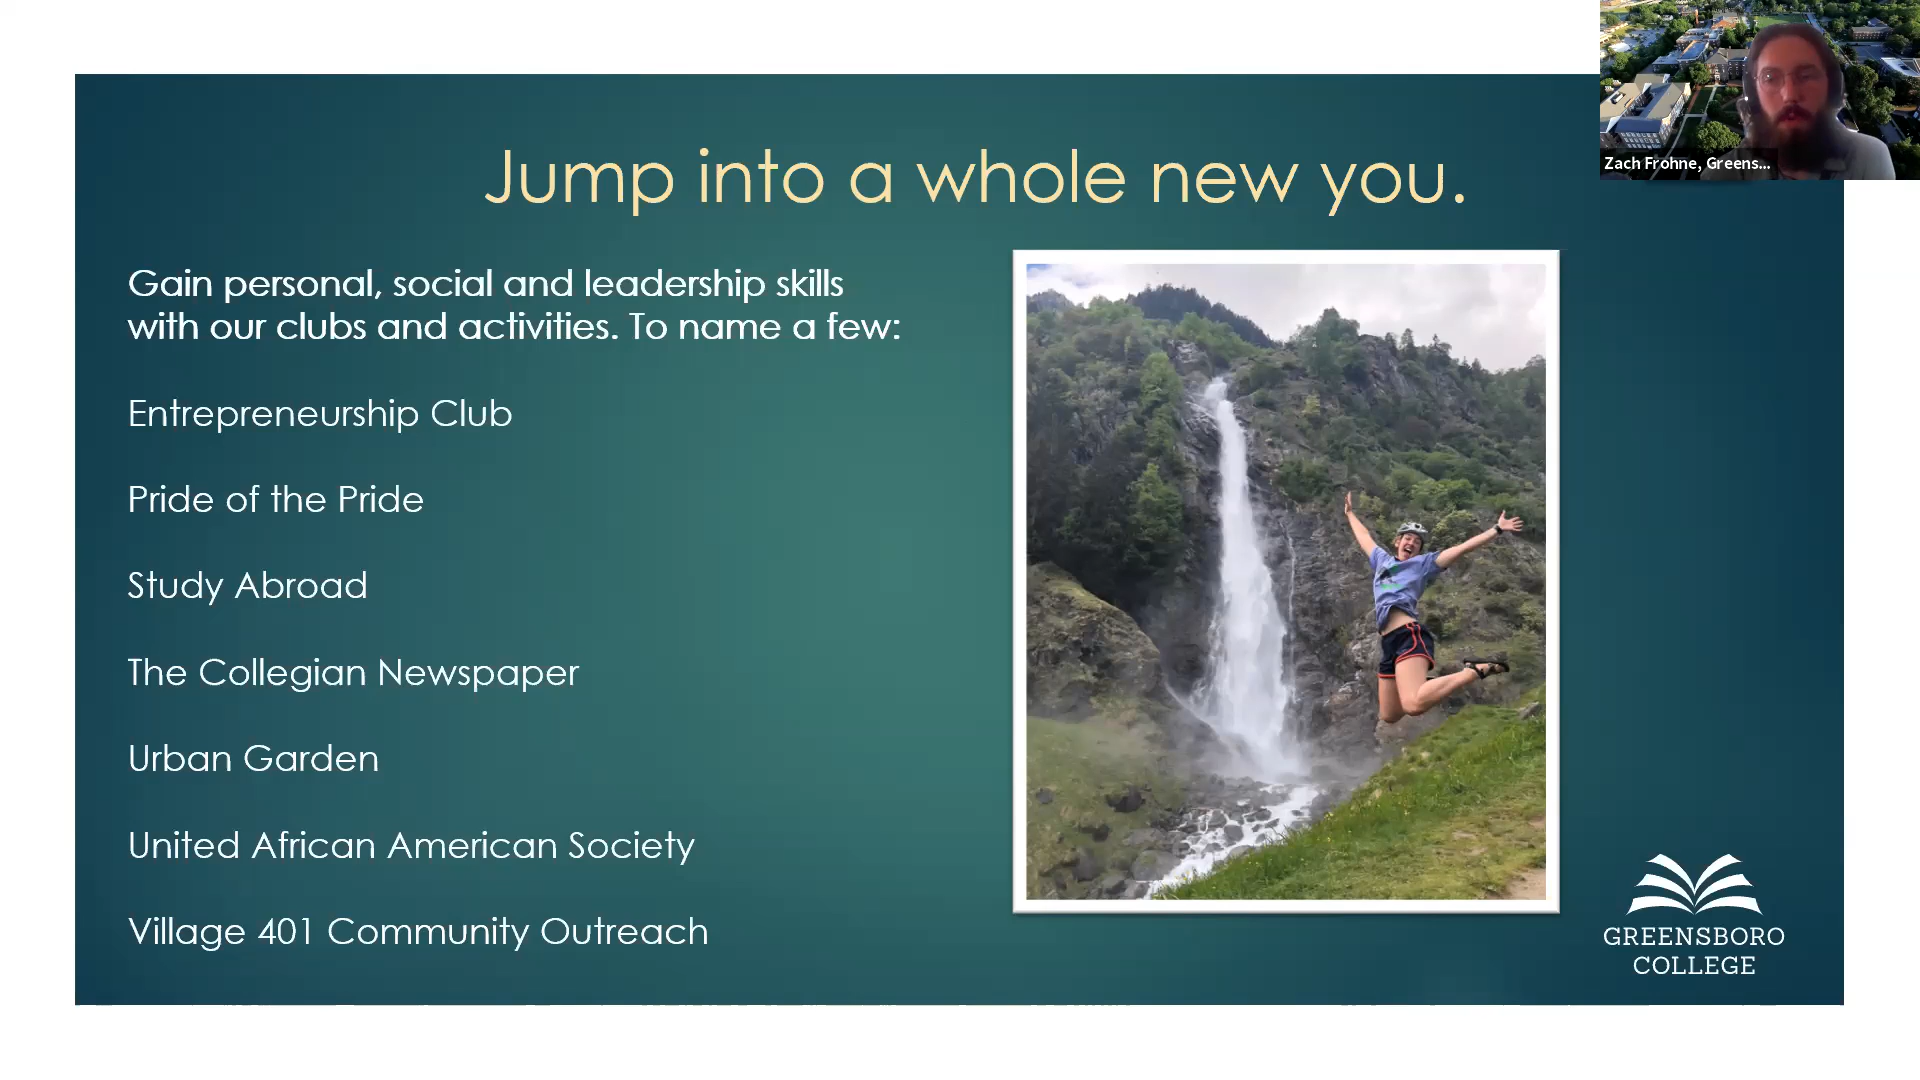 Zach Frohne, Greens...
Jump into a whole new you.
Gain personal, social and leadership skills
with our clubs and activities. To name a few:
Entrepreneurship Club
Pride of the Pride
Study Abroad
The Collegian Newspaper
Urban Garden
United African American Society
Village 401 Community Outreach
GREENSBORO
COLLEGE